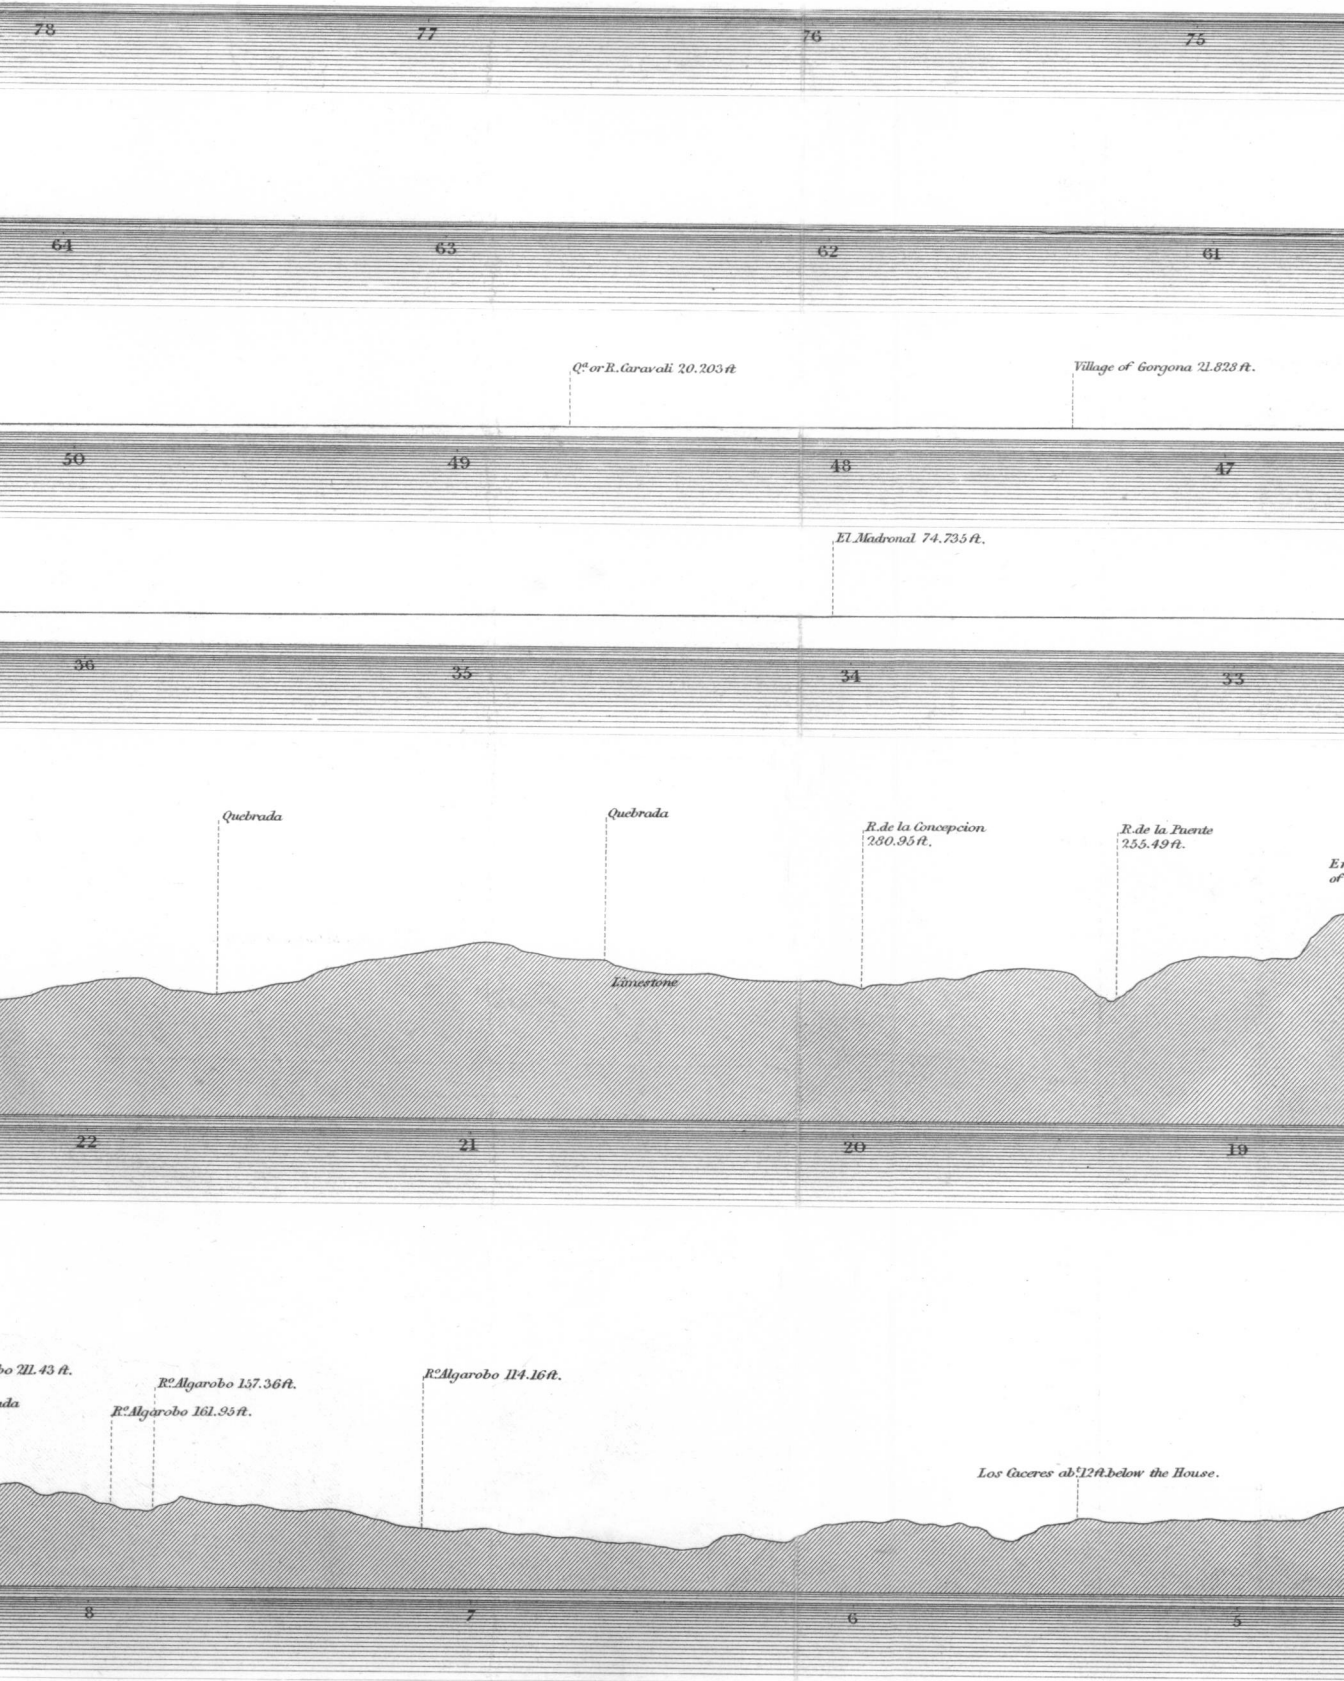 78 77 76 75
64 63 62 61
Qª. or R. Caravali 20.203 ft
Village of Gorgona 21.828 ft.
50 49 48 47
El Madronal 74.735 ft.
36 35 34 33
Quebrada
Quebrada
R. de la Concepcion
280.95 ft.
R. de la Puente
255.49 ft.
of
Limestone
22 21 20 19
bo 211.43 ft.
Rº. Algarobo 157.36 ft.
Rº. Algarobo 161.95 ft.
Rº. Algarobo 114.16 ft.
Los Caceres abᵗ. 12 ft. below the House.
8 7 6 5